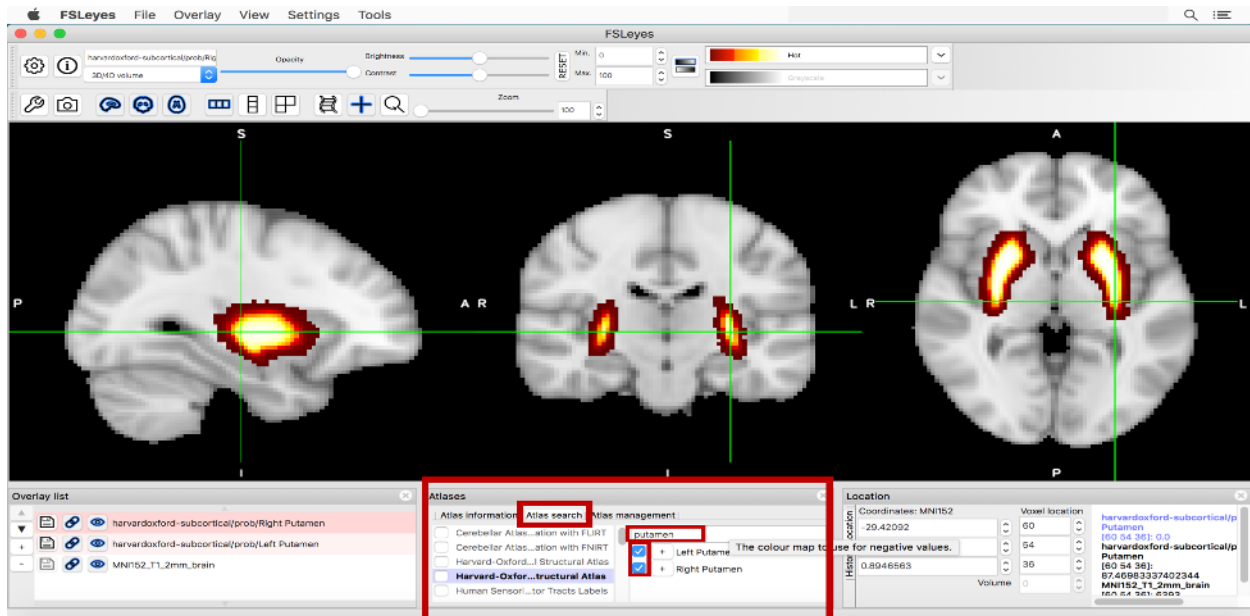 FSLeyes File Overlay View Settings Tools
FSLeyes
harvardoxford-subcortical/prob/Rig
3D/4D volume
Opacity
Brightness
Contrast
RESET
Min. 0
Max. 100
Hot
Greyscale
Zoom
100
S
P
A
I
S
R
L
I
A
R
L
P
Overlay list
harvardoxford-subcortical/prob/Right Putamen
harvardoxford-subcortical/prob/Left Putamen
MNI152_T1_2mm_brain
Atlases
Atlas information Atlas search Atlas management
Cerebellar Atlas...ation with FLIRT
Cerebellar Atlas...ation with FNIRT
Harvard-Oxford...l Structural Atlas
Harvard-Oxfor...tructural Atlas
Human Sensori...tor Tracts Labels
putamen
+ Left Putame
+ Right Putamen
The colour map to use for negative values.
Location
Coordinates: MNI152
Voxel location
-29.42092
60
54
0.8946563
36
Volume 0
harvardoxford-subcortical/p
Putamen
[60 54 36]: 0.0
harvardoxford-subcortical/p
Putamen
[60 54 36]:
87.46983337402344
MNI152_T1_2mm_brain
[60 54 36]: 6393